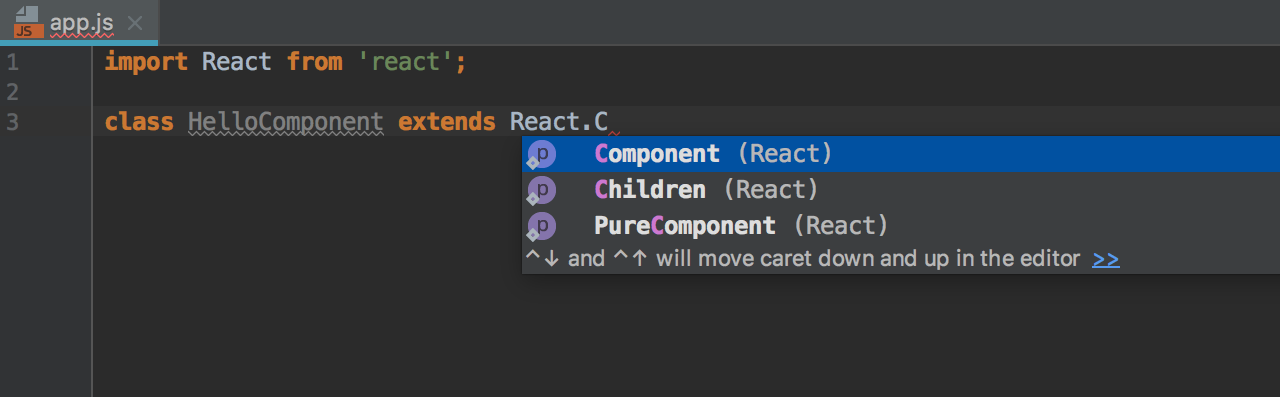 JS app.js
1 import React from 'react';
2
3 class HelloComponent extends React.C
p Component (React)
p Children (React)
p PureComponent (React)
^↓ and ^↑ will move caret down and up in the editor >>